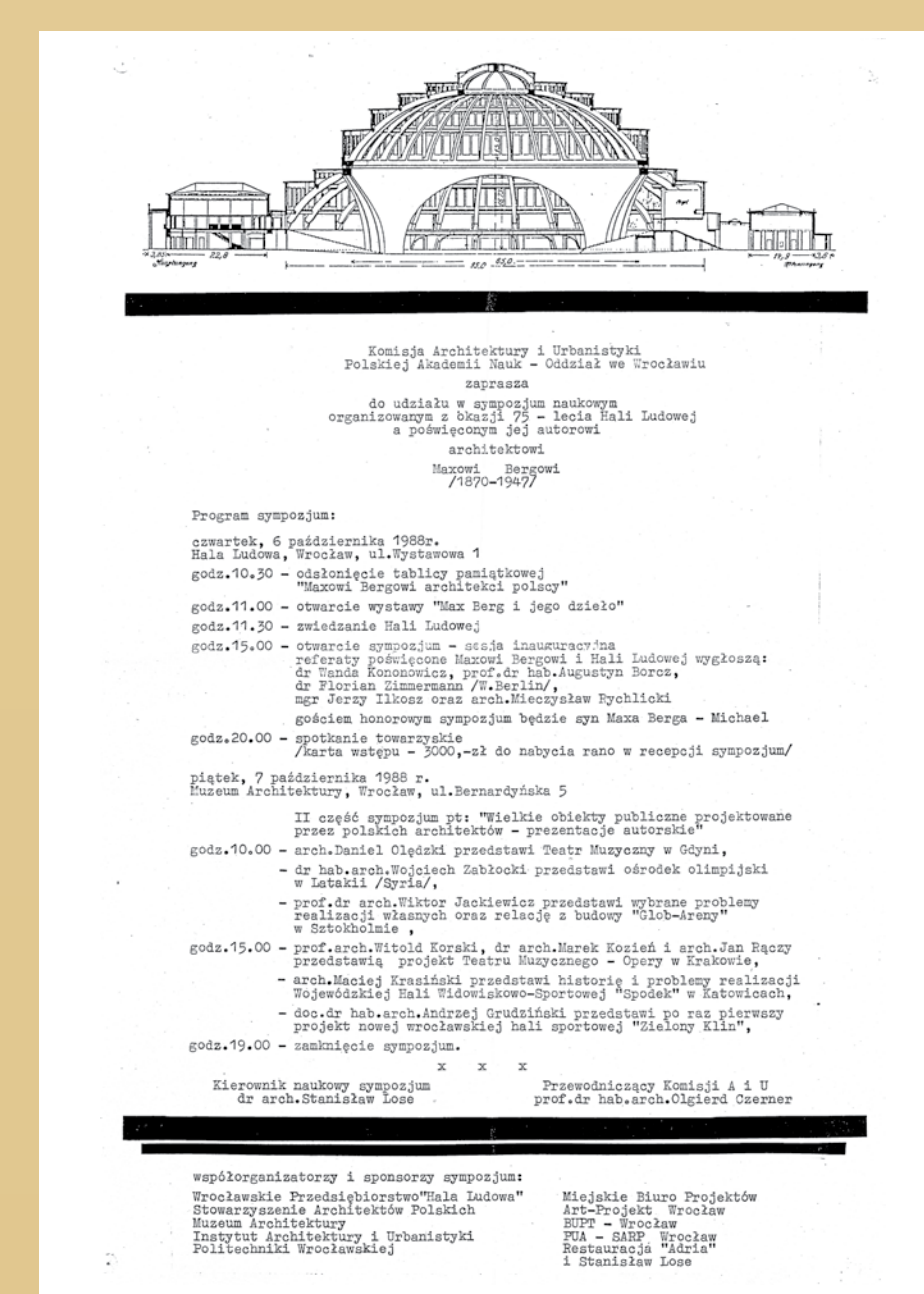 Orgel
3,85 22,8 65,0 95,0 19,9 3,6
Komisja Architektury i Urbanistyki
Polskiej Akademii Nauk - Oddział we Wrocławiu
zaprasza
do udziału w sympozjum naukowym
organizowanym z bkazji 75 - lecia Hali Ludowej
a poświęconym jej autorowi
architektowi
Maxowi Bergowi
/1870-1947/
Program sympozjum:
czwartek, 6 października 1988r.
Hala Ludowa, Wrocław, ul.Wystawowa 1
godz.10.30 - odsłonięcie tablicy pamiątkowej
"Maxowi Bergowi architekci polscy"
godz.11.00 - otwarcie wystawy "Max Berg i jego dzieło"
godz.11.30 - zwiedzanie Hali Ludowej
godz.15.00 - otwarcie sympozjum - sesja inauguracyjna
referaty poświęcone Maxowi Bergowi i Hali Ludowej wygłoszą:
dr Wanda Kononowicz, prof.dr hab.Augustyn Borcz,
dr Florian Zimmermann /W.Berlin/,
mgr Jerzy Ilkosz oraz arch.Mieczysław Rychlicki
gościem honorowym sympozjum będzie syn Maxa Berga - Michael
godz.20.00 - spotkanie towarzyskie
/karta wstępu - 3000,-zł do nabycia rano w recepcji sympozjum/
piątek, 7 października 1988 r.
Muzeum Architektury, Wrocław, ul.Bernardyńska 5
II część sympozjum pt: "Wielkie obiekty publiczne projektowane
przez polskich architektów - prezentacje autorskie"
godz.10.00 - arch.Daniel Olędzki przedstawi Teatr Muzyczny w Gdyni,
- dr hab.arch.Wojciech Zabłocki przedstawi ośrodek olimpijski
w Latakii /Syria/,
- prof.dr arch.Wiktor Jackiewicz przedstawi wybrane problemy
realizacji własnych oraz relację z budowy "Glob-Areny"
w Sztokholmie ,
godz.15.00 - prof.arch.Witold Korski, dr arch.Marek Kozień i arch.Jan Rączy
przedstawią projekt Teatru Muzycznego - Opery w Krakowie,
- arch.Maciej Krasiński przedstawi historię i problemy realizacji
Wojewódzkiej Hali Widowiskowo-Sportowej "Spodek" w Katowicach,
- doc.dr hab.arch.Andrzej Grudziński przedstawi po raz pierwszy
projekt nowej wrocławskiej hali sportowej "Zielony Klin",
godz.19.00 - zamknięcie sympozjum.
x x x
Kierownik naukowy sympozjum Przewodniczący Komisji A i U
dr arch.Stanisław Lose prof.dr hab.arch.Olgierd Czerner
współorganizatorzy i sponsorzy sympozjum:
Wrocławskie Przedsiębiorstwo"Hala Ludowa"
Stowarzyszenie Architektów Polskich
Muzeum Architektury
Instytut Architektury i Urbanistyki
Politechniki Wrocławskiej
Miejskie Biuro Projektów
Art-Projekt Wrocław
BUPT - Wrocław
PUA - SARP Wrocław
Restauracja "Adria"
i Stanisław Lose